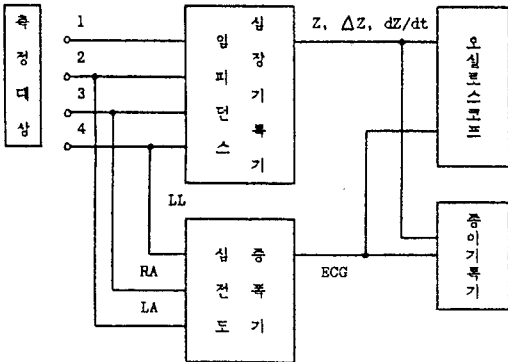 측정대상
1
2
3
4
임피던스
심장기록기
Z, ΔZ, dZ/dt
오실로스코프
LL
RA
LA
심전도
증폭기
ECG
종이기록기